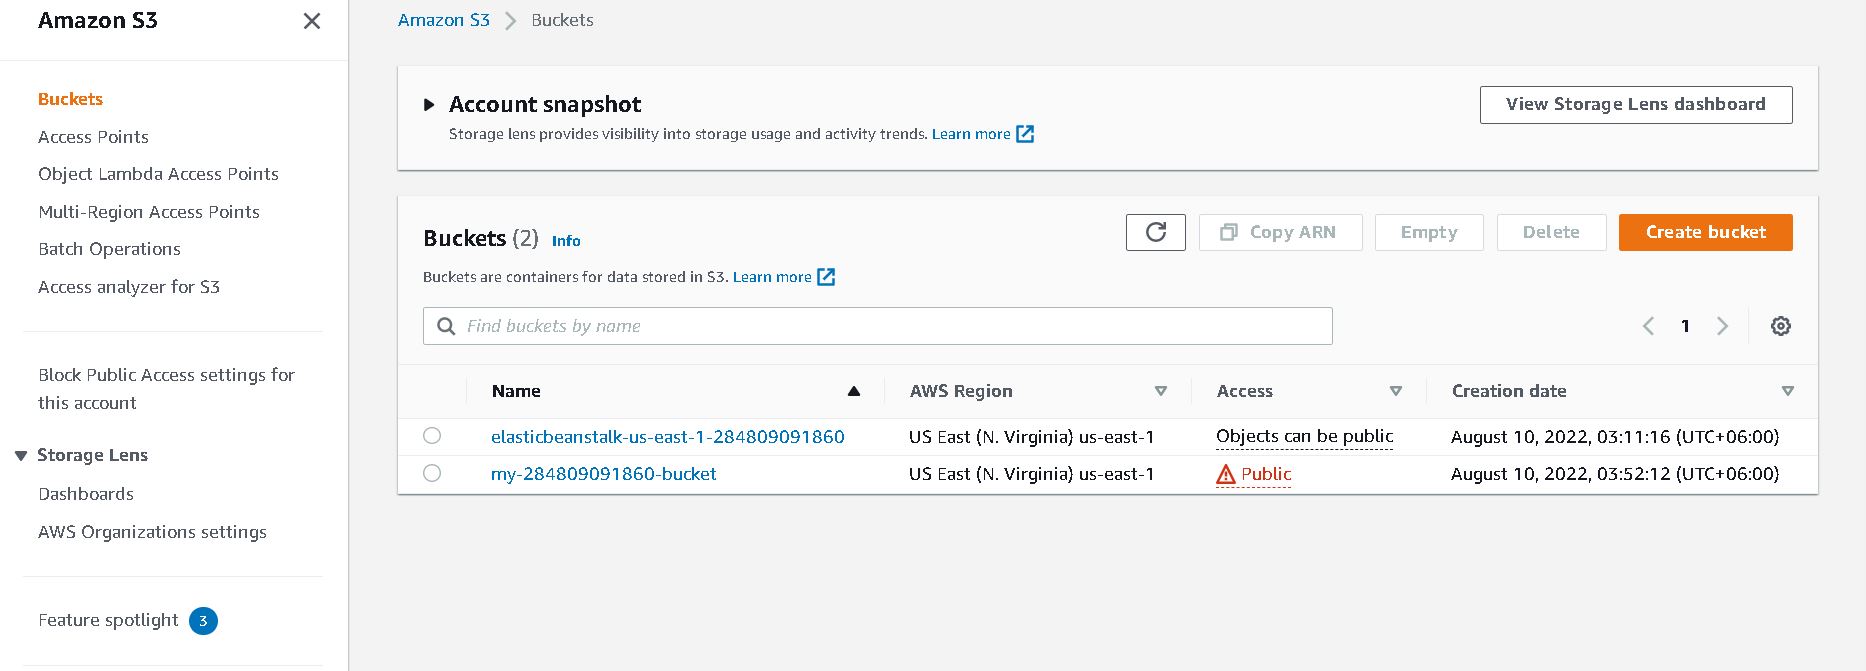 Amazon S3
Buckets
Access Points
Object Lambda Access Points
Multi-Region Access Points
Batch Operations
Access analyzer for S3
Block Public Access settings for
this account
Storage Lens
Dashboards
AWS Organizations settings
Feature spotlight 3
Amazon S3 Buckets
Account snapshot
View Storage Lens dashboard
Storage lens provides visibility into storage usage and activity trends. Learn more
Buckets (2) Info
Copy ARN Empty Delete Create bucket
Buckets are containers for data stored in S3. Learn more
Find buckets by name
1
Name AWS Region Access Creation date
elasticbeanstalk-us-east-1-284809091860 US East (N. Virginia) us-east-1 Objects can be public August 10, 2022, 03:11:16 (UTC+06:00)
my-284809091860-bucket US East (N. Virginia) us-east-1 Public August 10, 2022, 03:52:12 (UTC+06:00)